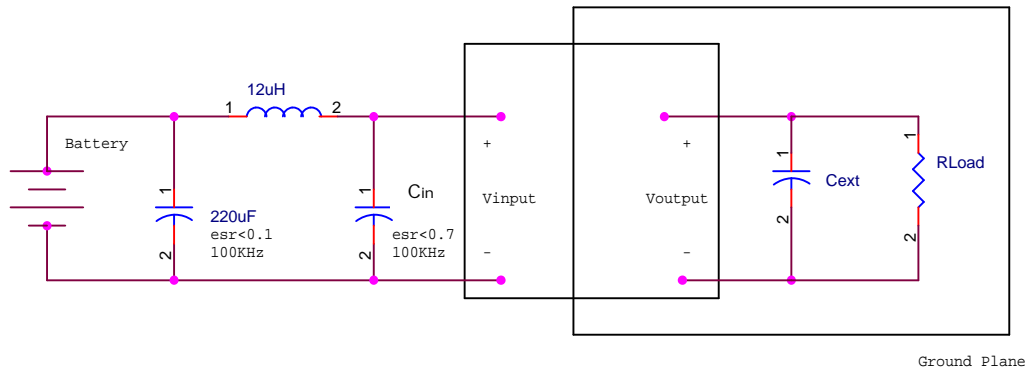 12uH
1 2
Battery
1
220uF
esr<0.1
100KHz
2
1
Cin
esr<0.7
100KHz
2
+
Vinput
-
+
Voutput
-
1
Cext
2
1
RLoad
2
Ground Plane